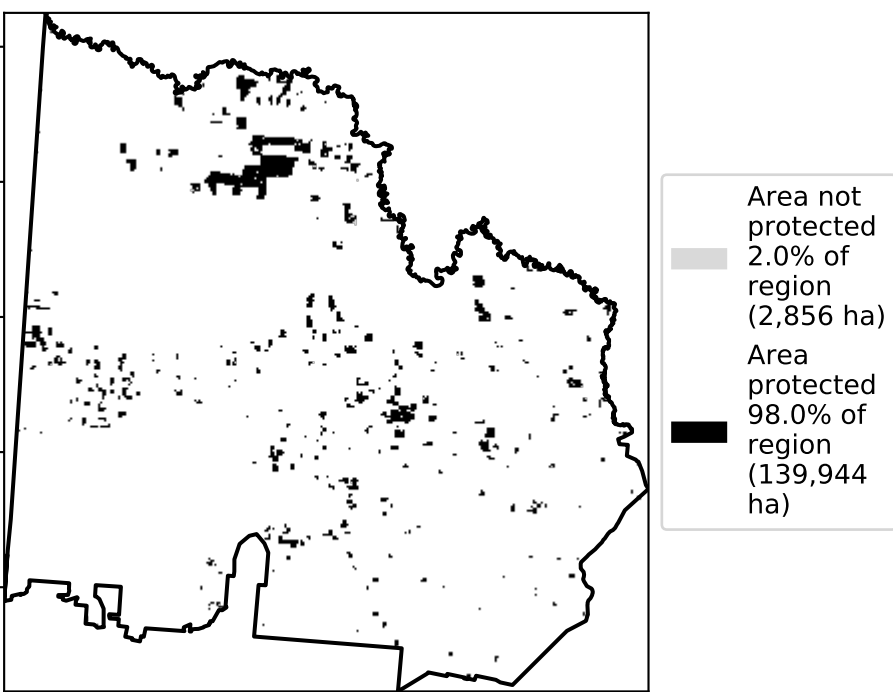 Area not
protected
2.0% of
region
(2,856 ha)
Area
protected
98.0% of
region
(139,944
ha)